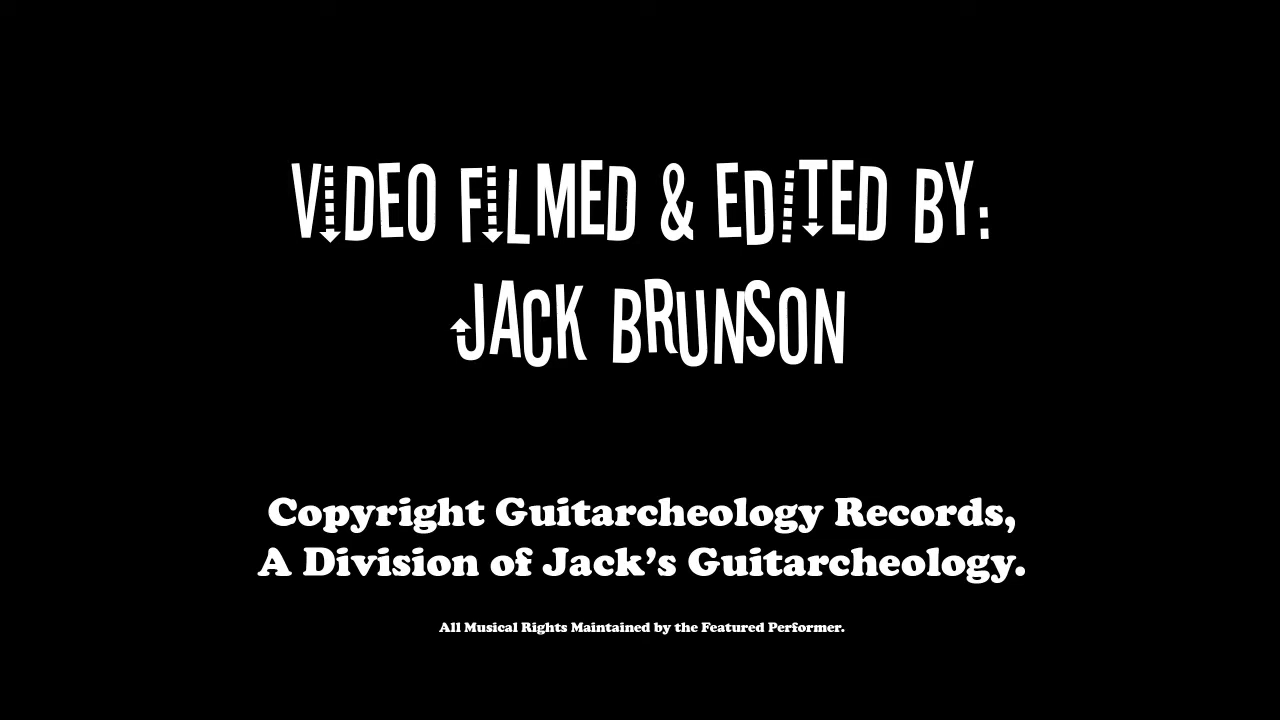 VIDEO FILMED & EDITED BY:
JACK BRUNSON
Copyright Guitarcheology Records,
A Division of Jack’s Guitarcheology.
All Musical Rights Maintained by the Featured Performer.